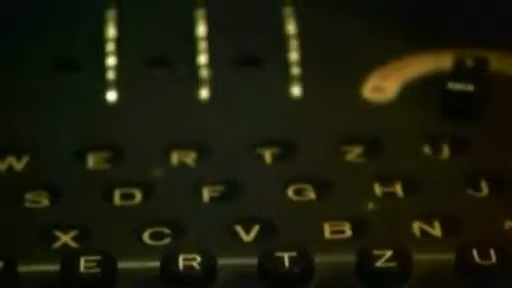 W E R T Z U
S D F G H J
X C V B N
E R T Z U